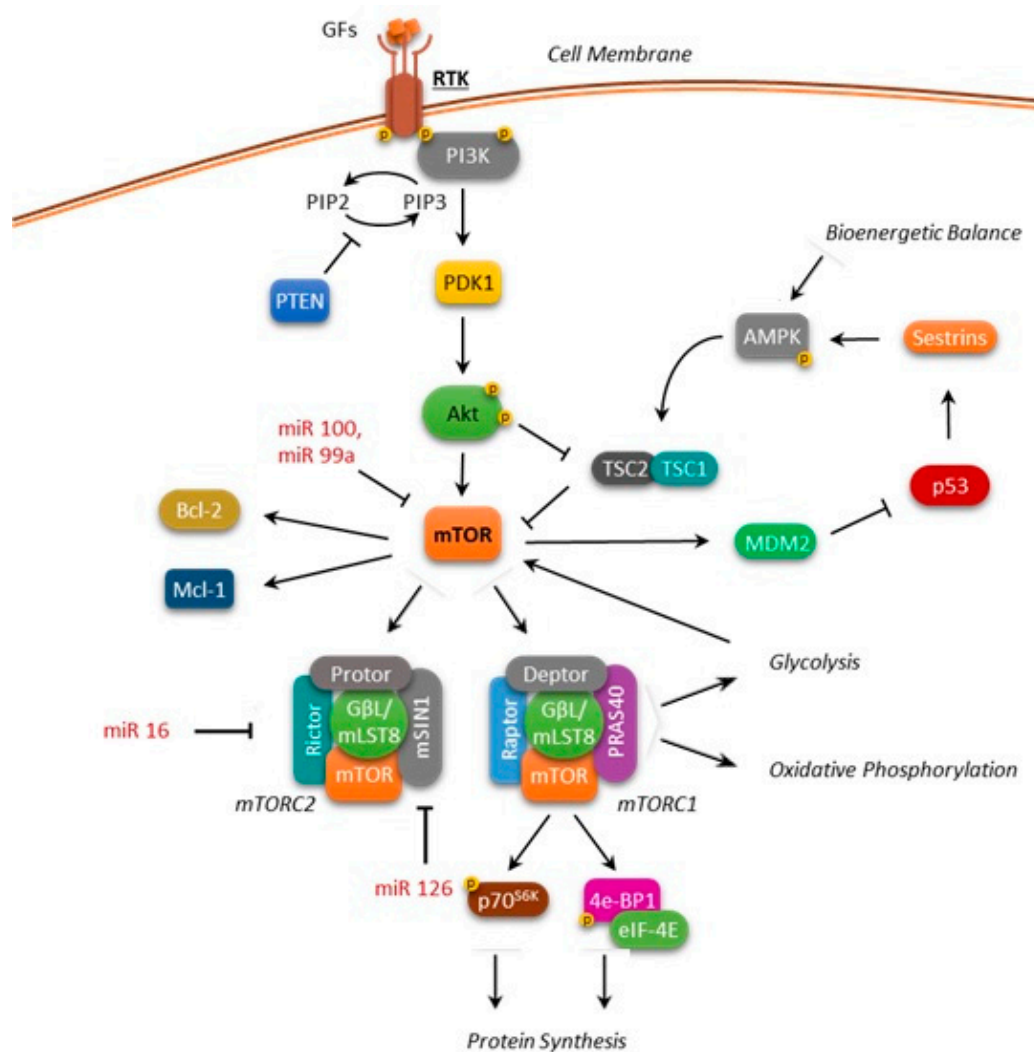 GFs
Cell Membrane
RTK
p
p
p
PI3K
PIP2
PIP3
Bioenergetic Balance
PTEN
PDK1
AMPK
p
Sestrins
Akt
p
p
miR 100,
miR 99a
TSC2
TSC1
p53
Bcl-2
mTOR
MDM2
Mcl-1
Glycolysis
Protor
Rictor
GβL/
mLST8
mSIN1
mTOR
mTORC2
Deptor
Raptor
GβL/
mLST8
PRAS40
mTOR
mTORC1
miR 16
Oxidative Phosphorylation
miR 126
p
p70S6K
4e-BP1
p
eIF-4E
Protein Synthesis